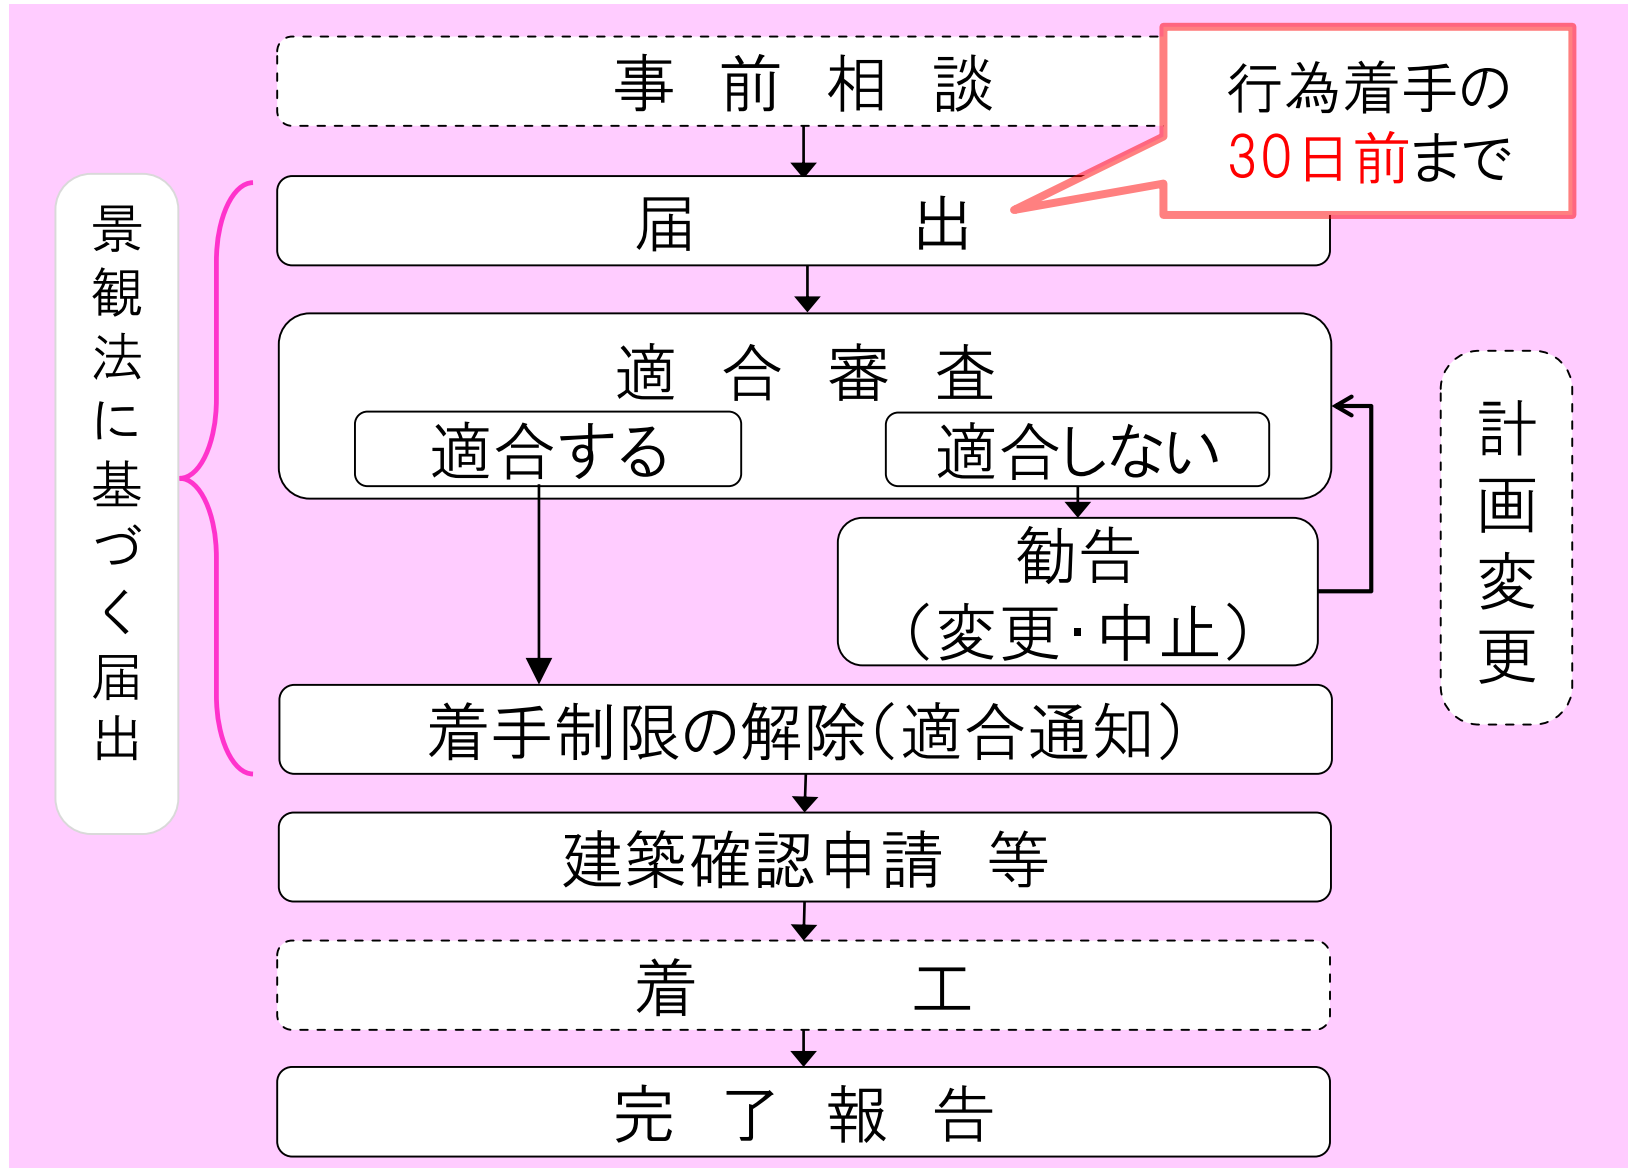 事前相談
行為着手の
30日前まで
届出
景観法に基づく届出
適合審査
適合する
適合しない
勧告
（変更・中止）
計画変更
着手制限の解除（適合通知）
建築確認申請 等
着工
完了報告